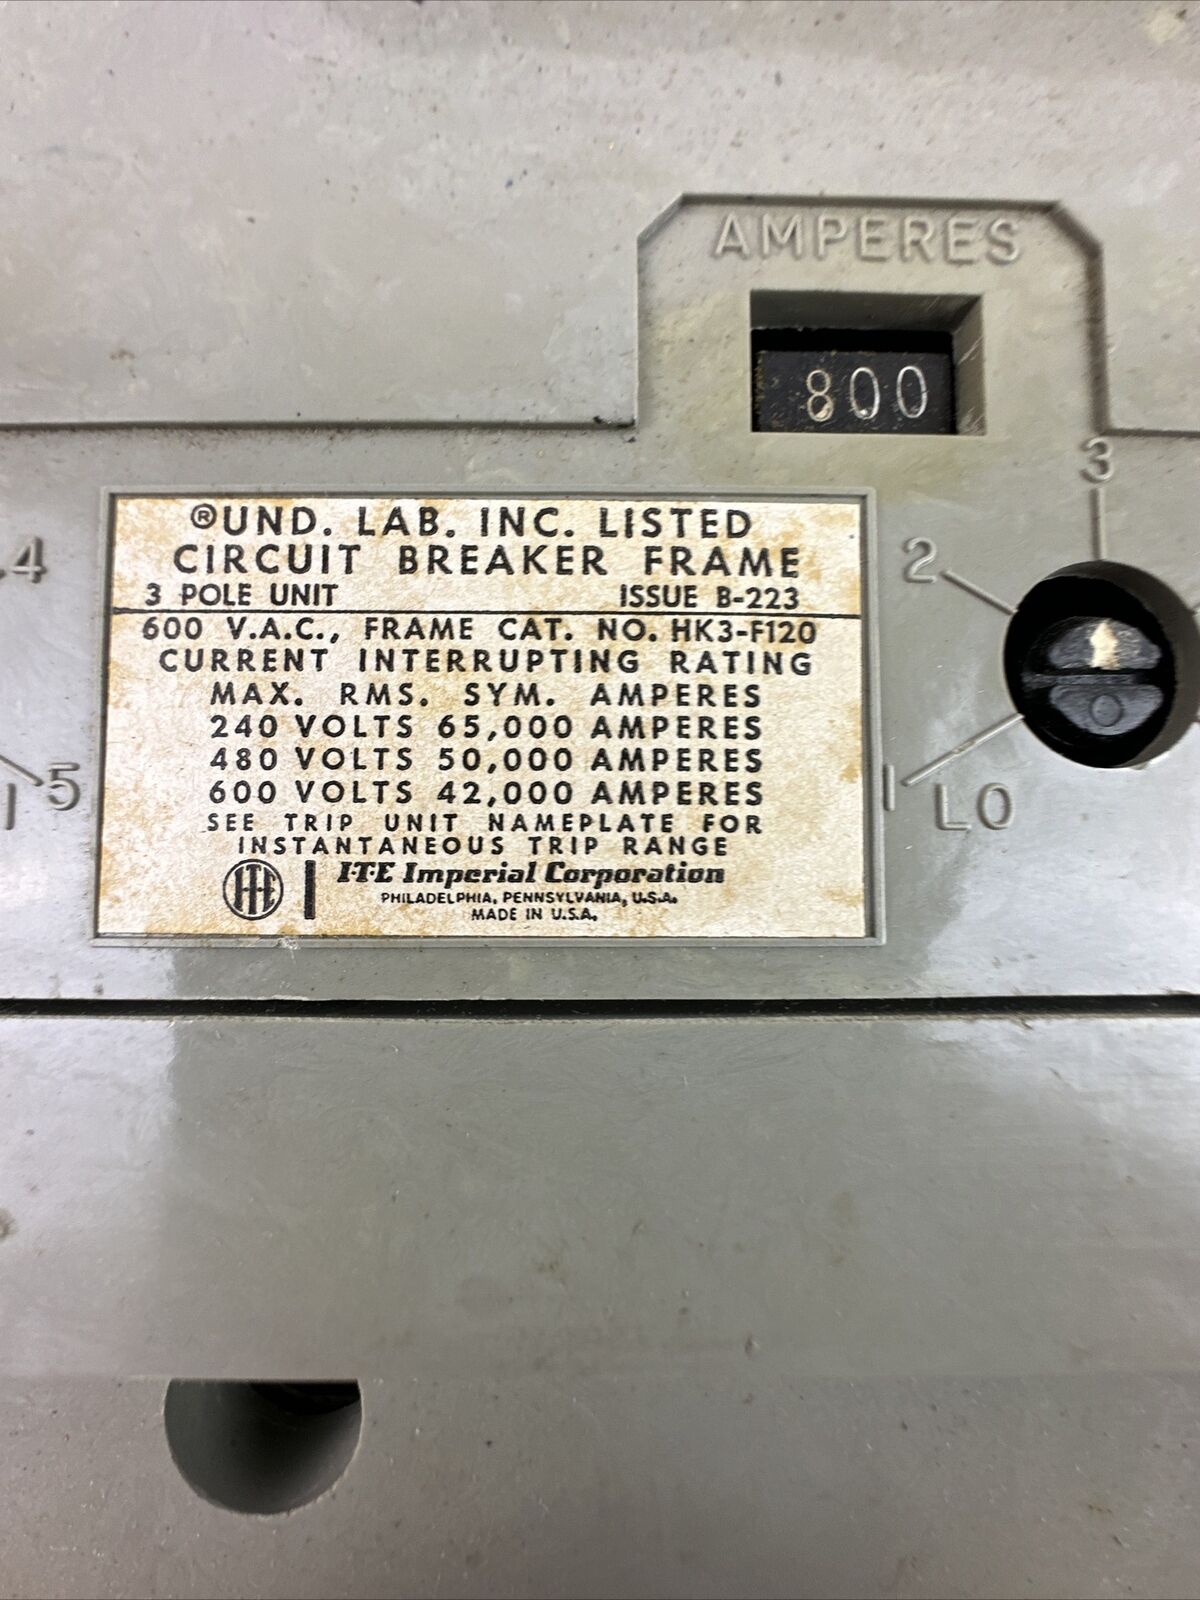 AMPERES
800
3
2
4
®UND. LAB. INC. LISTED
CIRCUIT BREAKER FRAME
3 POLE UNIT ISSUE B-223
600 V.A.C., FRAME CAT. NO. HK3-F120
CURRENT INTERRUPTING RATING
MAX. RMS. SYM. AMPERES
240 VOLTS 65,000 AMPERES
480 VOLTS 50,000 AMPERES
600 VOLTS 42,000 AMPERES
SEE TRIP UNIT NAMEPLATE FOR
INSTANTANEOUS TRIP RANGE
I-T-E I-T-E Imperial Corporation
PHILADELPHIA, PENNSYLVANIA, U.S.A.
MADE IN U.S.A.
5
1 LO